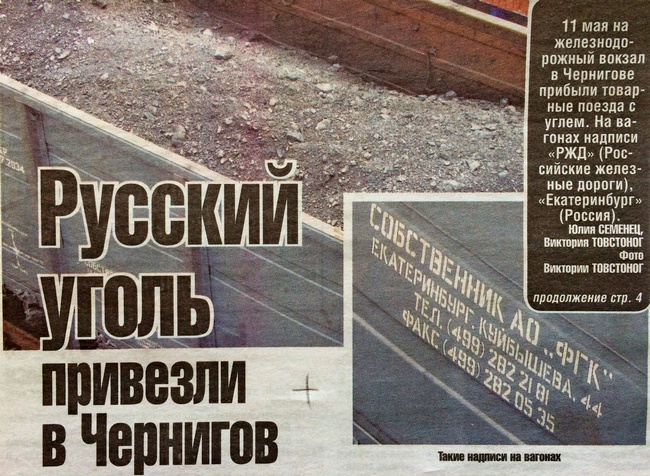 11 мая на
железнодо-
рожный вокзал
в Чернигове
прибыли товар-
ные поезда с
углем. На ва-
гонах надписи
«РЖД» (Рос-
сийские желез-
ные дороги),
«Екатеринбург»
(Россия).
Юлия СЕМЕНЕЦ,
Виктория ТОВСТОНОГ
Фото
Виктории ТОВСТОНОГ
продолжение стр. 4
Русский
уголь
привезли
в Чернигов
СОБСТВЕННИК АО "ФГК"
ЕКАТЕРИНБУРГ, КУЙБЫШЕВА, 44
ТЕЛ. (499) 282 21 81
ФАКС (499) 282 05 35
Такие надписи на вагонах